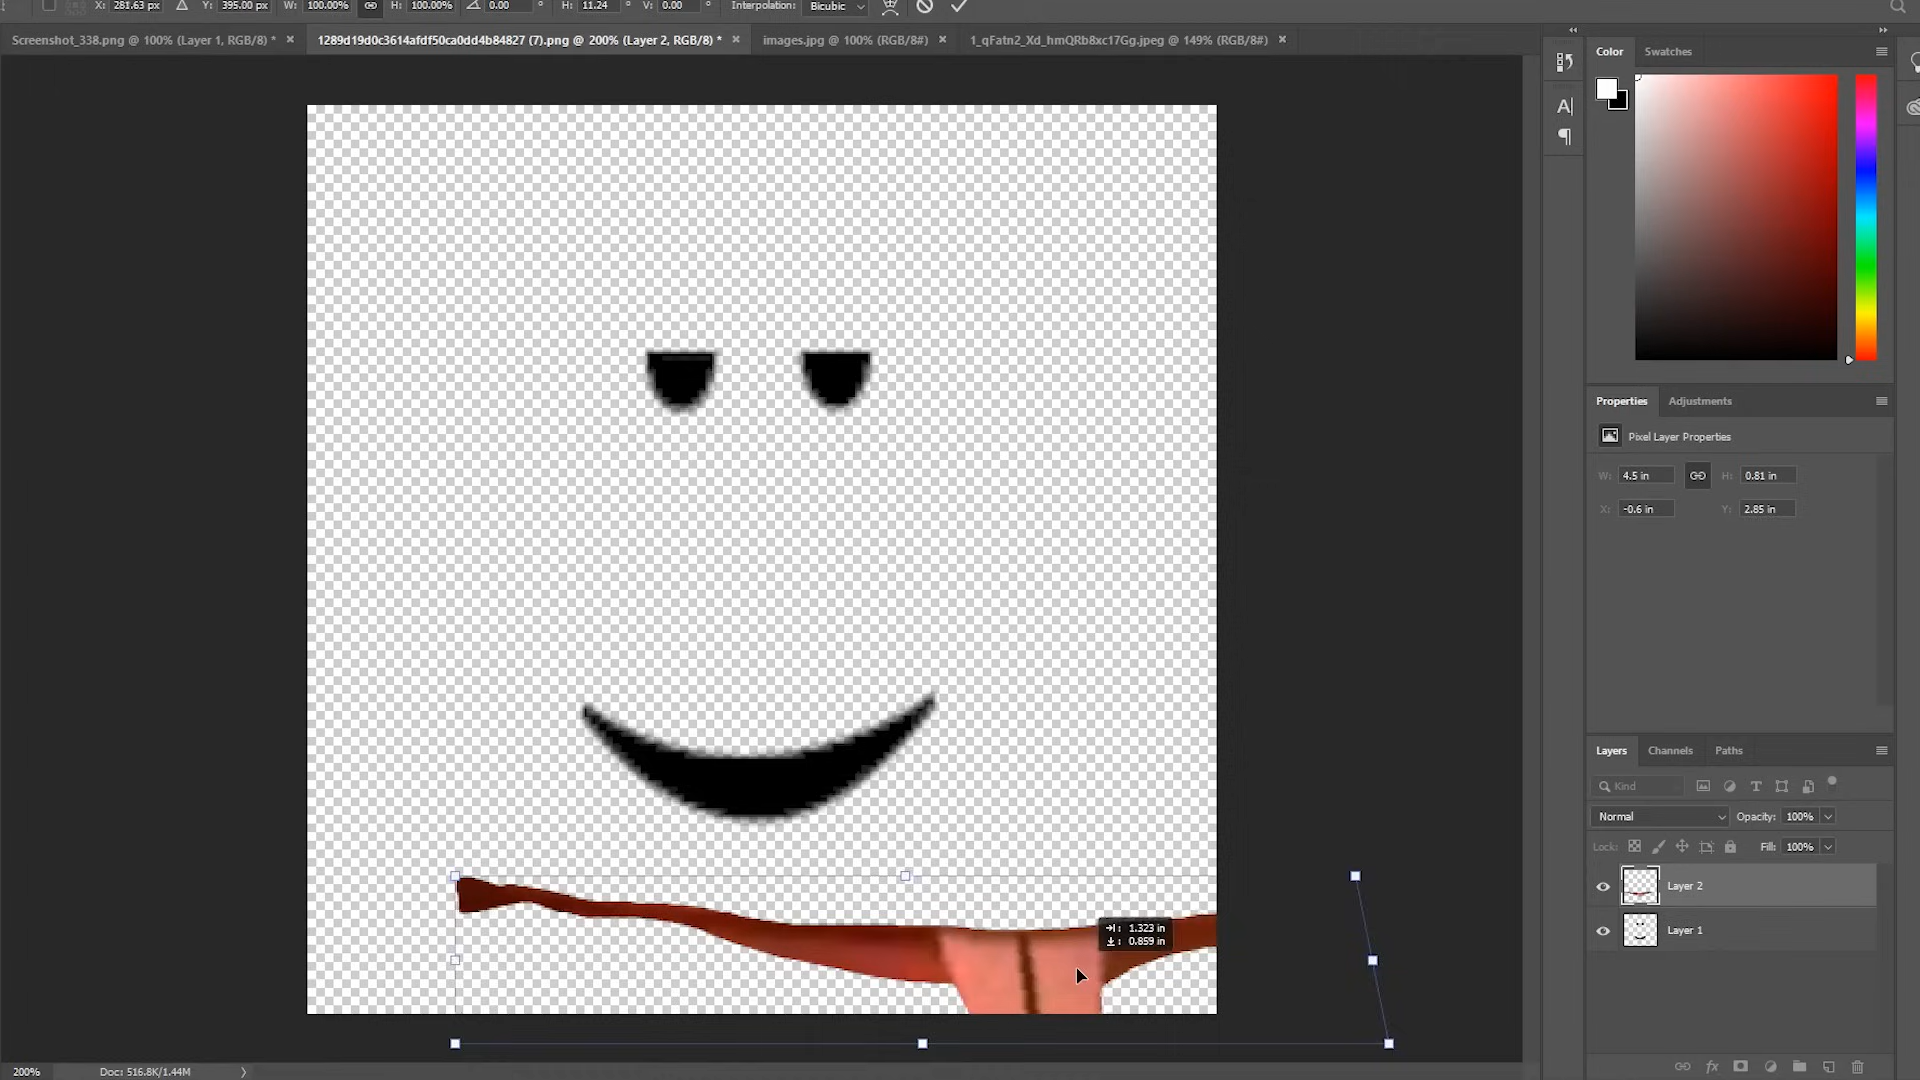 X: 281.63 px Δ Y: 395.00 px W: 100.00% H: 100.00% 0.00 ° H: 11.24 ° V: 0.00 ° Interpolation: Bicubic
Screenshot_338.png @ 100% (Layer 1, RGB/8) * × 1289d19d0c3614afdf50ca0dd4b84827 (7).png @ 200% (Layer 2, RGB/8) * × images.jpg @ 100% (RGB/8#) × 1_qFatn2_Xd_hmQRb8xc17Gg.jpeg @ 149% (RGB/8#) ×
Color Swatches
A|
¶
Properties Adjustments
Pixel Layer Properties
W: 4.5 in H: 0.81 in
X: -0.6 in Y: 2.85 in
Layers Channels Paths
Kind T
Normal Opacity: 100%
Lock: Fill: 100%
Layer 2
Layer 1
1.323 in
0.859 in
fx
200% Doc: 516.8K/1.44M